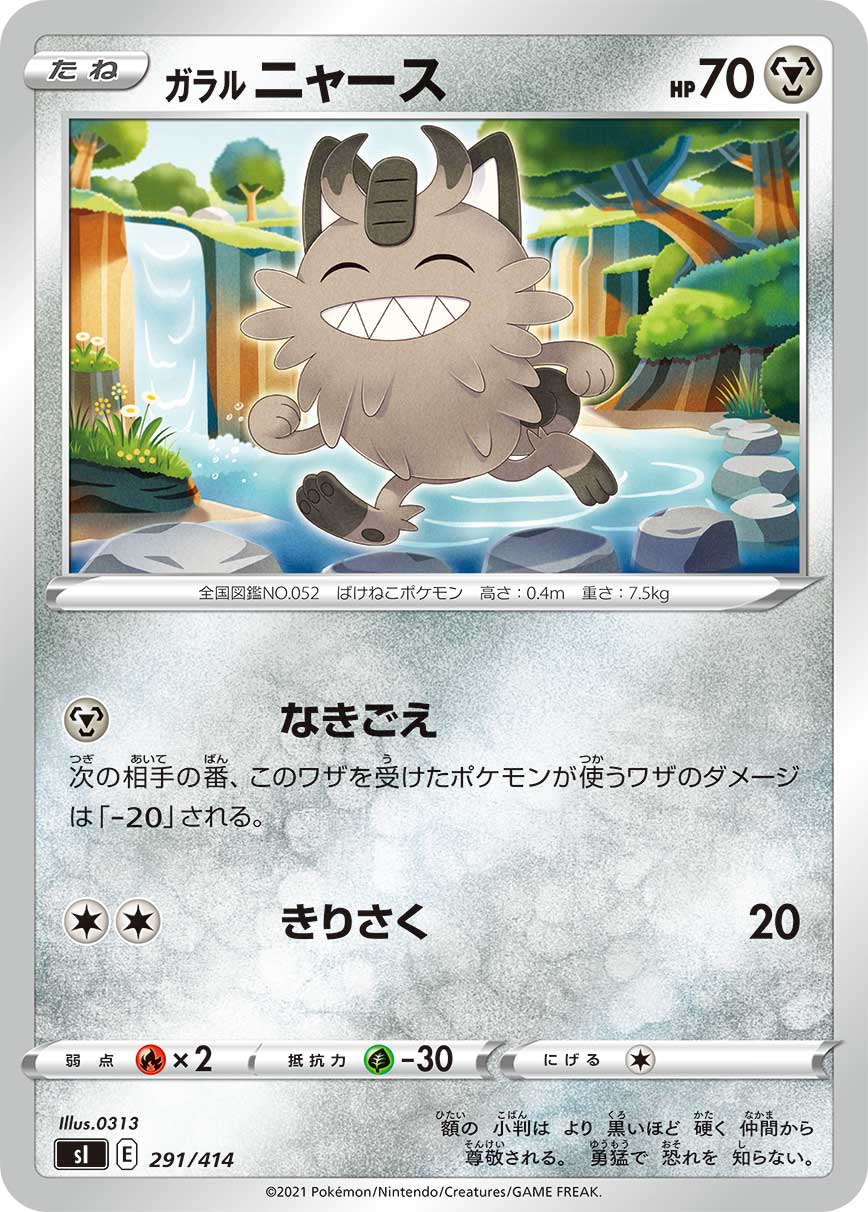 たね
ガラル ニャース
HP70
全国図鑑NO.052 ばけねこポケモン 高さ:0.4m 重さ:7.5kg
なきごえ
次の相手の番、このワザを受けたポケモンが使うワザのダメージ
は「-20」される。
きりさく 20
弱点 ×2 抵抗力 -30 にげる
Illus.0313
額の 小判は より 黒いほど 硬く 仲間から
尊敬される。 勇猛で 恐れを 知らない。
sI E 291/414
©2021 Pokémon/Nintendo/Creatures/GAME FREAK.